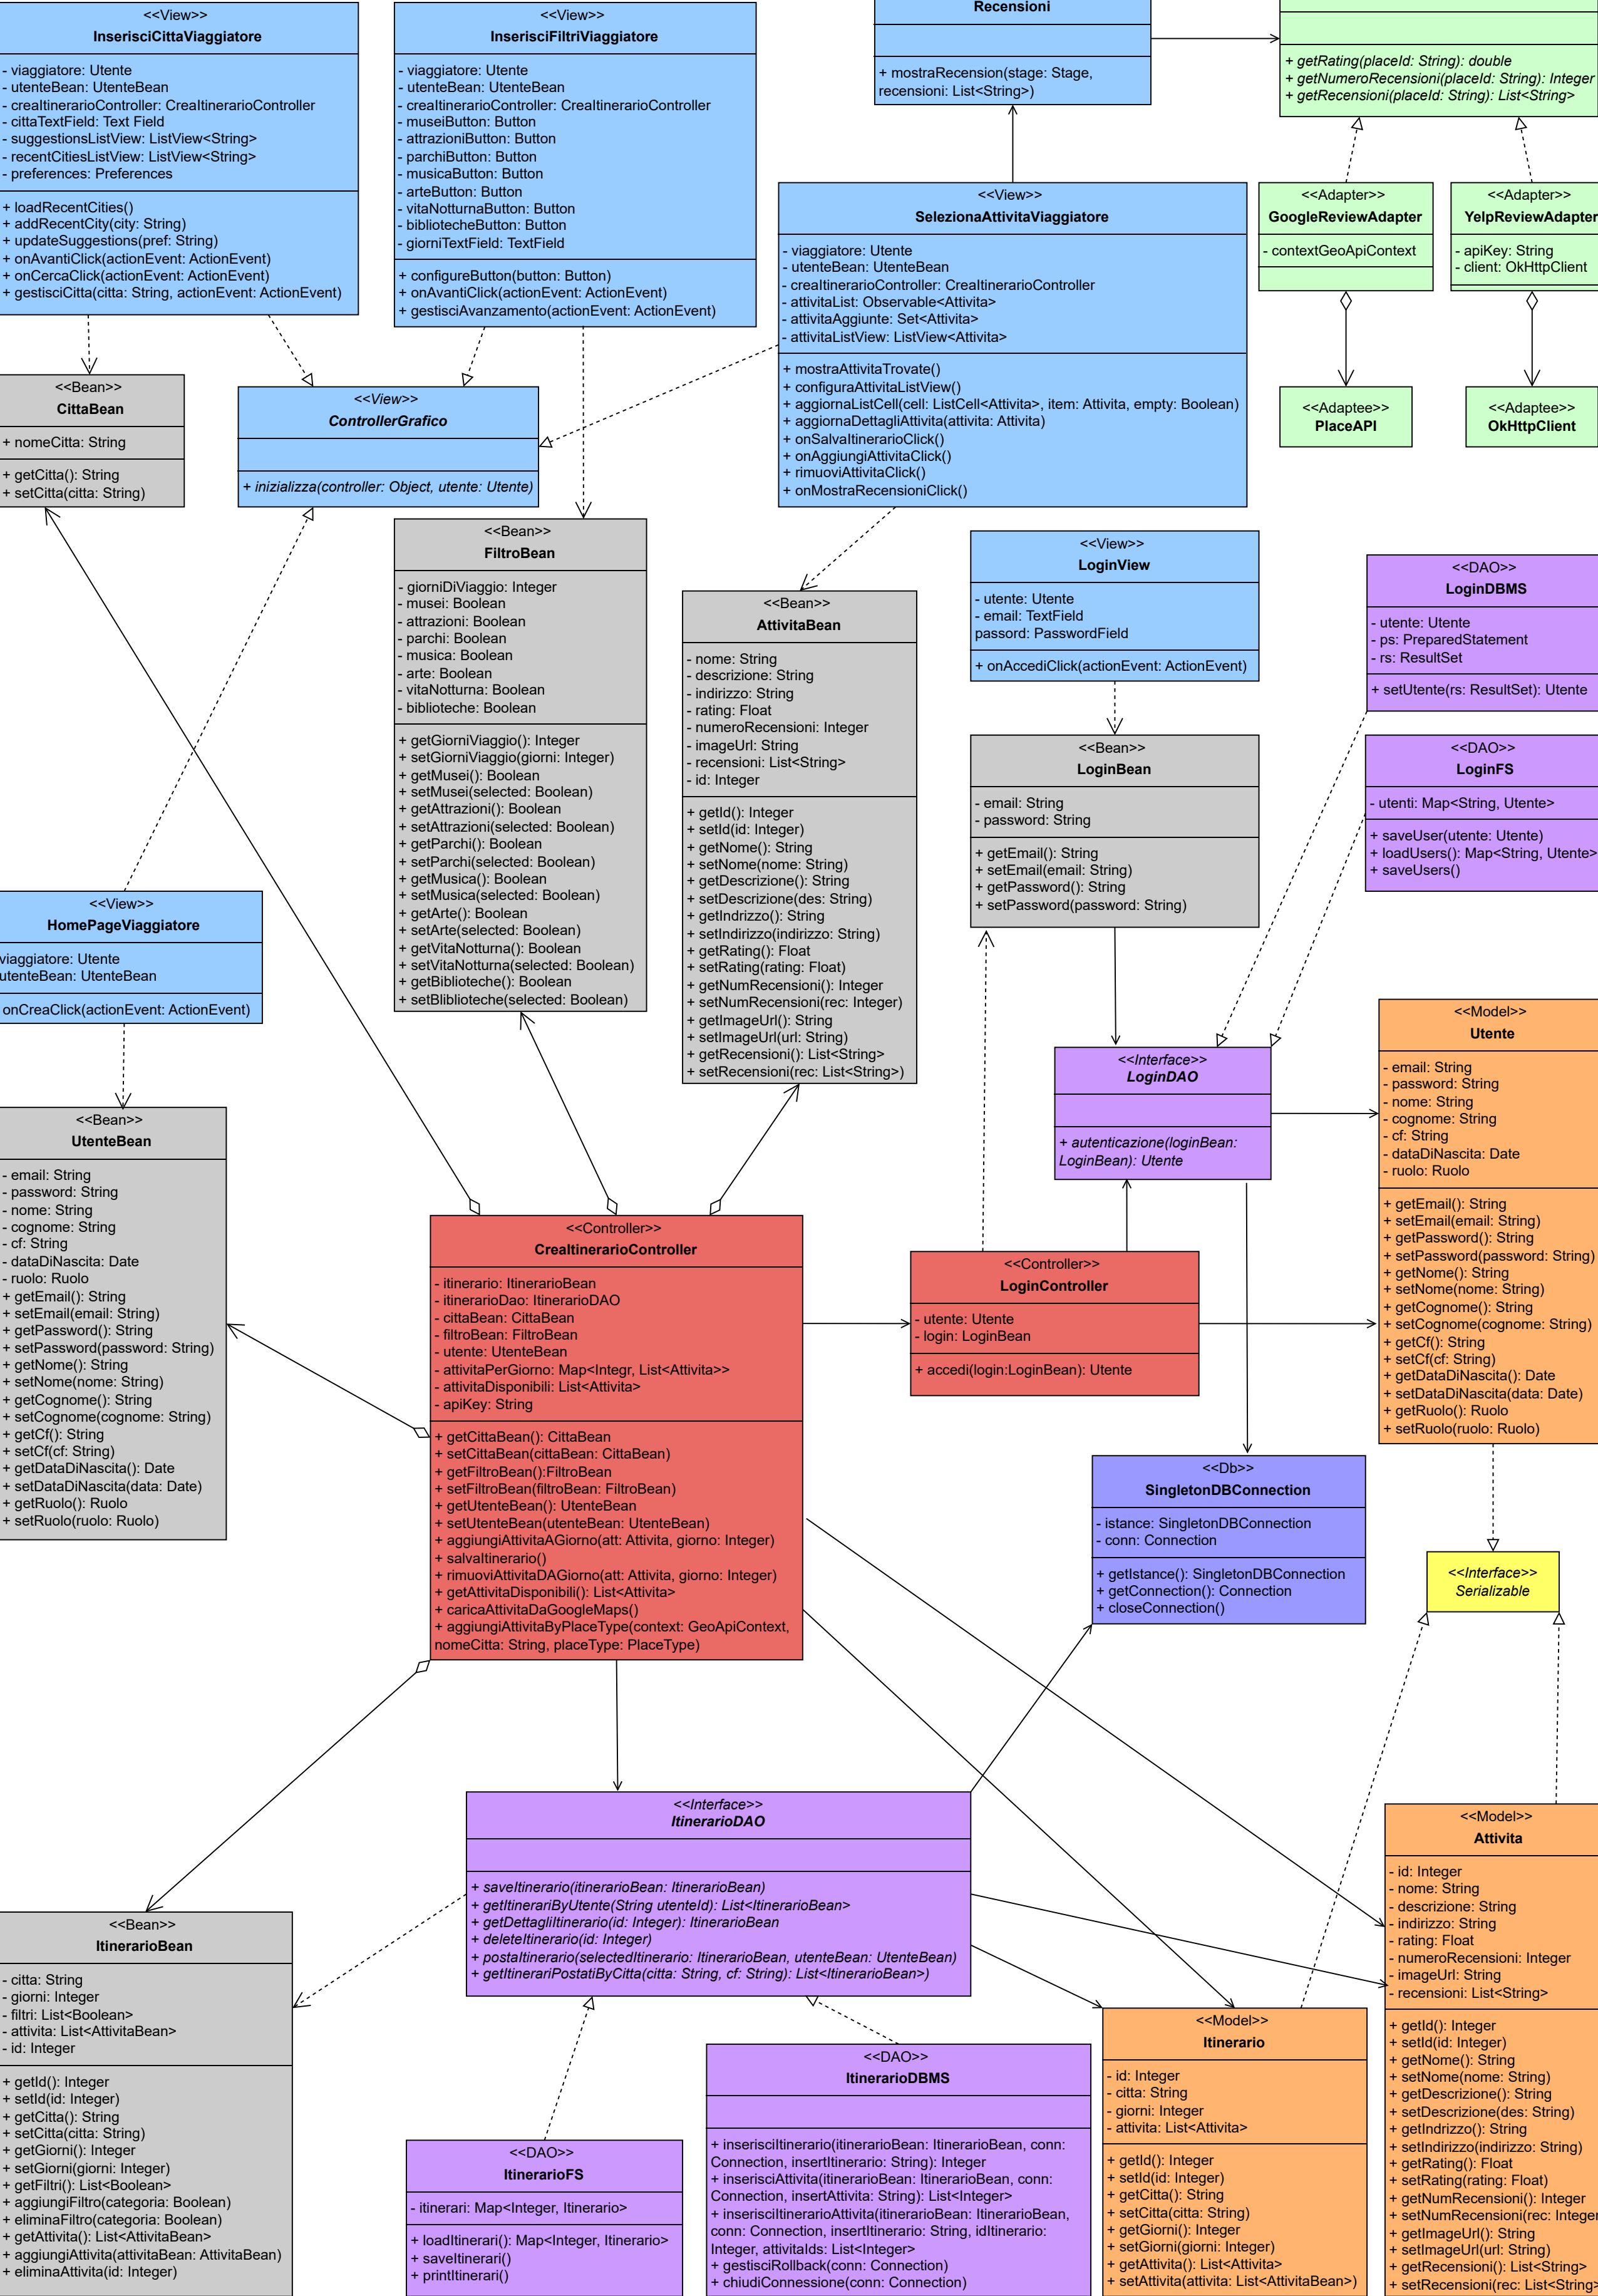 <<View>>
InserisciCittaViaggiatore
- viaggiatore: Utente
- utenteBean: UtenteBean
- creaItinerarioController: CreaItinerarioController
- cittaTextField: Text Field
- suggestionsListView: ListView<String>
- recentCitiesListView: ListView<String>
- preferences: Preferences
+ loadRecentCities()
+ addRecentCity(city: String)
+ updateSuggestions(pref: String)
+ onAvantiClick(actionEvent: ActionEvent)
+ onCercaClick(actionEvent: ActionEvent)
+ gestisciCitta(citta: String, actionEvent: ActionEvent)
<<View>>
InserisciFiltriViaggiatore
- viaggiatore: Utente
- utenteBean: UtenteBean
- creaItinerarioController: CreaItinerarioController
- museiButton: Button
- attrazioniButton: Button
- parchiButton: Button
- musicaButton: Button
- arteButton: Button
- vitaNotturnaButton: Button
- bibliotecheButton: Button
- giorniTextField: TextField
+ configureButton(button: Button)
+ onAvantiClick(actionEvent: ActionEvent)
+ gestisciAvanzamento(actionEvent: ActionEvent)
Recensioni
+ mostraRecension(stage: Stage,
recensioni: List<String>)
+ getRating(placeId: String): double
+ getNumeroRecensioni(placeId: String): Integer
+ getRecensioni(placeId: String): List<String>
<<View>>
SelezionaAttivitaViaggiatore
- viaggiatore: Utente
- utenteBean: UtenteBean
- creaItinerarioController: CreaItinerarioController
- attivitaList: Observable<Attivita>
- attivitaAggiunte: Set<Attivita>
- attivitaListView: ListView<Attivita>
+ mostraAttivitaTrovate()
+ configuraAttivitaListView()
+ aggiornaListCell(cell: ListCell<Attivita>, item: Attivita, empty: Boolean)
+ aggiornaDettagliAttivita(attivita: Attivita)
+ onSalvaItinerarioClick()
+ onAggiungiAttivitaClick()
+ rimuoviAttivitaClick()
+ onMostraRecensioniClick()
<<Adapter>>
GoogleReviewAdapter
- contextGeoApiContext
<<Adapter>>
YelpReviewAdapter
- apiKey: String
- client: OkHttpClient
<<Adaptee>>
PlaceAPI
<<Adaptee>>
OkHttpClient
<<Bean>>
CittaBean
+ nomeCitta: String
+ getCitta(): String
+ setCitta(citta: String)
<<View>>
ControllerGrafico
+ inizializza(controller: Object, utente: Utente)
<<Bean>>
FiltroBean
- giorniDiViaggio: Integer
- musei: Boolean
- attrazioni: Boolean
- parchi: Boolean
- musica: Boolean
- arte: Boolean
- vitaNotturna: Boolean
- biblioteche: Boolean
+ getGiorniViaggio(): Integer
+ setGiorniViaggio(giorni: Integer)
+ getMusei(): Boolean
+ setMusei(selected: Boolean)
+ getAttrazioni(): Boolean
+ setAttrazioni(selected: Boolean)
+ getParchi(): Boolean
+ setParchi(selected: Boolean)
+ getMusica(): Boolean
+ setMusica(selected: Boolean)
+ getArte(): Boolean
+ setArte(selected: Boolean)
+ getVitaNotturna(): Boolean
+ setVitaNotturna(selected: Boolean)
+ getBiblioteche(): Boolean
+ setBliblioteche(selected: Boolean)
<<Bean>>
AttivitaBean
- nome: String
- descrizione: String
- indirizzo: String
- rating: Float
- numeroRecensioni: Integer
- imageUrl: String
- recensioni: List<String>
- id: Integer
+ getId(): Integer
+ setId(id: Integer)
+ getNome(): String
+ setNome(nome: String)
+ getDescrizione(): String
+ setDescrizione(des: String)
+ getIndrizzo(): String
+ setIndirizzo(indirizzo: String)
+ getRating(): Float
+ setRating(rating: Float)
+ getNumRecensioni(): Integer
+ setNumRecensioni(rec: Integer)
+ getImageUrl(): String
+ setImageUrl(url: String)
+ getRecensioni(): List<String>
+ setRecensioni(rec: List<String>)
<<View>>
LoginView
- utente: Utente
- email: TextField
passord: PasswordField
+ onAccediClick(actionEvent: ActionEvent)
<<DAO>>
LoginDBMS
- utente: Utente
- ps: PreparedStatement
- rs: ResultSet
+ setUtente(rs: ResultSet): Utente
<<Bean>>
LoginBean
- email: String
- password: String
+ getEmail(): String
+ setEmail(email: String)
+ getPassword(): String
+ setPassword(password: String)
<<DAO>>
LoginFS
- utenti: Map<String, Utente>
+ saveUser(utente: Utente)
+ loadUsers(): Map<String, Utente>
+ saveUsers()
<<View>>
HomePageViaggiatore
viaggiatore: Utente
utenteBean: UtenteBean
onCreaClick(actionEvent: ActionEvent)
<<Bean>>
UtenteBean
- email: String
- password: String
- nome: String
- cognome: String
- cf: String
- dataDiNascita: Date
- ruolo: Ruolo
+ getEmail(): String
+ setEmail(email: String)
+ getPassword(): String
+ setPassword(password: String)
+ getNome(): String
+ setNome(nome: String)
+ getCognome(): String
+ setCognome(cognome: String)
+ getCf(): String
+ setCf(cf: String)
+ getDataDiNascita(): Date
+ setDataDiNascita(data: Date)
+ getRuolo(): Ruolo
+ setRuolo(ruolo: Ruolo)
<<Interface>>
LoginDAO
+ autenticazione(loginBean:
LoginBean): Utente
<<Model>>
Utente
- email: String
- password: String
- nome: String
- cognome: String
- cf: String
- dataDiNascita: Date
- ruolo: Ruolo
+ getEmail(): String
+ setEmail(email: String)
+ getPassword(): String
+ setPassword(password: String)
+ getNome(): String
+ setNome(nome: String)
+ getCognome(): String
+ setCognome(cognome: String)
+ getCf(): String
+ setCf(cf: String)
+ getDataDiNascita(): Date
+ setDataDiNascita(data: Date)
+ getRuolo(): Ruolo
+ setRuolo(ruolo: Ruolo)
<<Controller>>
CreaItinerarioController
- itinerario: ItinerarioBean
- itinerarioDao: ItinerarioDAO
- cittaBean: CittaBean
- filtroBean: FiltroBean
- utente: UtenteBean
- attivitaPerGiorno: Map<Integr, List<Attivita>>
- attivitaDisponibili: List<Attivita>
- apiKey: String
+ getCittaBean(): CittaBean
+ setCittaBean(cittaBean: CittaBean)
+ getFiltroBean():FiltroBean
+ setFiltroBean(filtroBean: FiltroBean)
+ getUtenteBean(): UtenteBean
+ setUtenteBean(utenteBean: UtenteBean)
+ aggiungiAttivitaAGiorno(att: Attivita, giorno: Integer)
+ salvaItinerario()
+ rimuoviAttivitaDAGiorno(att: Attivita, giorno: Integer)
+ getAttivitaDisponibili(): List<Attivita>
+ caricaAttivitaDaGoogleMaps()
+ aggiungiAttivitaByPlaceType(context: GeoApiContext,
nomeCitta: String, placeType: PlaceType)
<<Controller>>
LoginController
- utente: Utente
- login: LoginBean
+ accedi(login:LoginBean): Utente
<<Db>>
SingletonDBConnection
- istance: SingletonDBConnection
- conn: Connection
+ getIstance(): SingletonDBConnection
+ getConnection(): Connection
+ closeConnection()
<<Interface>>
Serializable
<<Interface>>
ItinerarioDAO
+ saveItinerario(itinerarioBean: ItinerarioBean)
+ getItinerariByUtente(String utenteId): List<ItinerarioBean>
+ getDettagliItinerario(id: Integer): ItinerarioBean
+ deleteItinerario(id: Integer)
+ postaItinerario(selectedItinerario: ItinerarioBean, utenteBean: UtenteBean)
+ getItinerariPostatiByCitta(citta: String, cf: String): List<ItinerarioBean>)
<<Model>>
Attivita
- id: Integer
- nome: String
- descrizione: String
- indirizzo: String
- rating: Float
- numeroRecensioni: Integer
- imageUrl: String
- recensioni: List<String>
+ getId(): Integer
+ setId(id: Integer)
+ getNome(): String
+ setNome(nome: String)
+ getDescrizione(): String
+ setDescrizione(des: String)
+ getIndrizzo(): String
+ setIndirizzo(indirizzo: String)
+ getRating(): Float
+ setRating(rating: Float)
+ getNumRecensioni(): Integer
+ setNumRecensioni(rec: Integer
+ getImageUrl(): String
+ setImageUrl(url: String)
+ getRecensioni(): List<String>
+ setRecensioni(rec: List<String>
<<Bean>>
ItinerarioBean
- citta: String
- giorni: Integer
- filtri: List<Boolean>
- attivita: List<AttivitaBean>
- id: Integer
+ getId(): Integer
+ setId(id: Integer)
+ getCitta(): String
+ setCitta(citta: String)
+ getGiorni(): Integer
+ setGiorni(giorni: Integer)
+ getFiltri(): List<Boolean>
+ aggiungiFiltro(categoria: Boolean)
+ eliminaFiltro(categoria: Boolean)
+ getAttivita(): List<AttivitaBean>
+ aggiungiAttivita(attivitaBean: AttivitaBean)
+ eliminaAttivita(id: Integer)
<<DAO>>
ItinerarioFS
- itinerari: Map<Integer, Itinerario>
+ loadItinerari(): Map<Integer, Itinerario>
+ saveItinerari()
+ printItinerari()
<<DAO>>
ItinerarioDBMS
+ inserisciItinerario(itinerarioBean: ItinerarioBean, conn:
Connection, insertItinerario: String): Integer
+ inserisciAttivita(itinerarioBean: ItinerarioBean, conn:
Connection, insertAttivita: String): List<Integer>
+ inserisciItinerarioAttivita(itinerarioBean: ItinerarioBean,
conn: Connection, insertItinerario: String, idItinerario:
Integer, attivitaIds: List<Integer>
+ gestisciRollback(conn: Connection)
+ chiudiConnessione(conn: Connection)
<<Model>>
Itinerario
- id: Integer
- citta: String
- giorni: Integer
- attivita: List<Attivita>
+ getId(): Integer
+ setId(id: Integer)
+ getCitta(): String
+ setCitta(citta: String)
+ getGiorni(): Integer
+ setGiorni(giorni: Integer)
+ getAttivita(): List<Attivita>
+ setAttivita(attivita: List<AttivitaBean>)